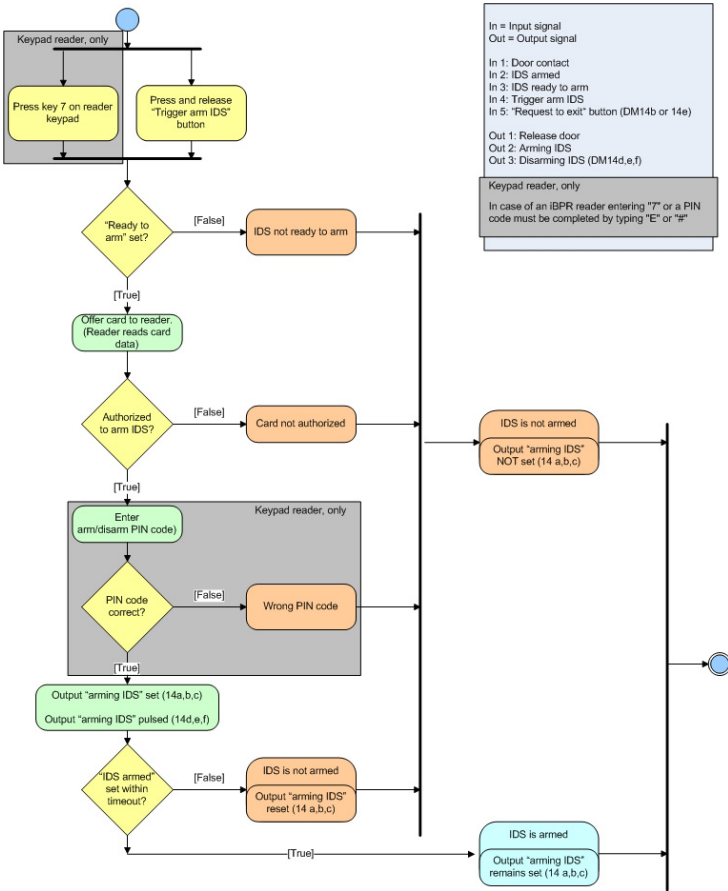 Keypad reader, only
Press key 7 on reader
keypad
Press and release
"Trigger arm IDS"
button
In = Input signal
Out = Output signal
In 1: Door contact
In 2: IDS armed
In 3: IDS ready to arm
In 4: Trigger arm IDS
In 5: "Request to exit" button (DM14b or 14e)
Out 1: Release door
Out 2: Arming IDS
Out 3: Disarming IDS (DM14d,e,f)
Keypad reader, only
In case of an iBPR reader entering "7" or a PIN
code must be completed by typing "E" or "#"
"Ready to
arm" set?
[False]
IDS not ready to arm
[True]
Offer card to reader.
(Reader reads card
data)
Authorized
to arm IDS?
[False]
Card not authorized
IDS is not armed
Output "arming IDS"
NOT set (14 a,b,c)
[True]
Enter
arm/disarm PIN code)
Keypad reader, only
PIN code
correct?
[False]
Wrong PIN code
[True]
Output "arming IDS" set (14a,b,c)
Output "arming IDS" pulsed (14d,e,f)
"IDS armed"
set within
timeout?
[False]
IDS is not armed
Output "arming IDS"
reset (14 a,b,c)
[True]
IDS is armed
Output "arming IDS"
remains set (14 a,b,c)